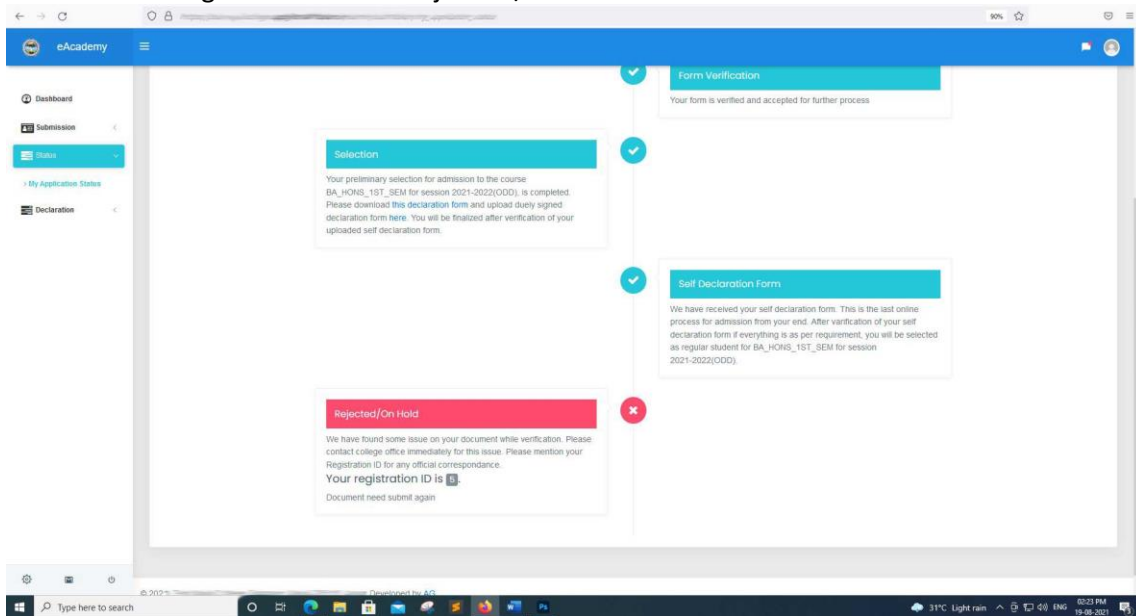 90%
eAcademy
Dashboard
Submission
Status
My Application Status
Declaration
Form Verification
Your form is verified and accepted for further process
Selection
Your preliminary selection for admission to the course
BA_HONS_1ST_SEM for session 2021-2022(ODD), is completed.
Please download this declaration form and upload duely signed
declaration form here. You will be finalized after verification of your
uploaded self declaration form.
Self Declaration Form
We have received your self declaration form. This is the last online
process for admission from your end. After varification of your self
declaration form if everything is as per requirement, you will be selected
as regular student for BA_HONS_1ST_SEM for session
2021-2022(ODD).
Rejected/On Hold
We have found some issue on your document while verification. Please
contact college office immediately for this issue. Please mention your
Registration ID for any official correspondance.
Your registration ID is 5.
Document need submit again
Developed by AG
Type here to search
31°C Light rain
ENG
02:23 PM
19-08-2021